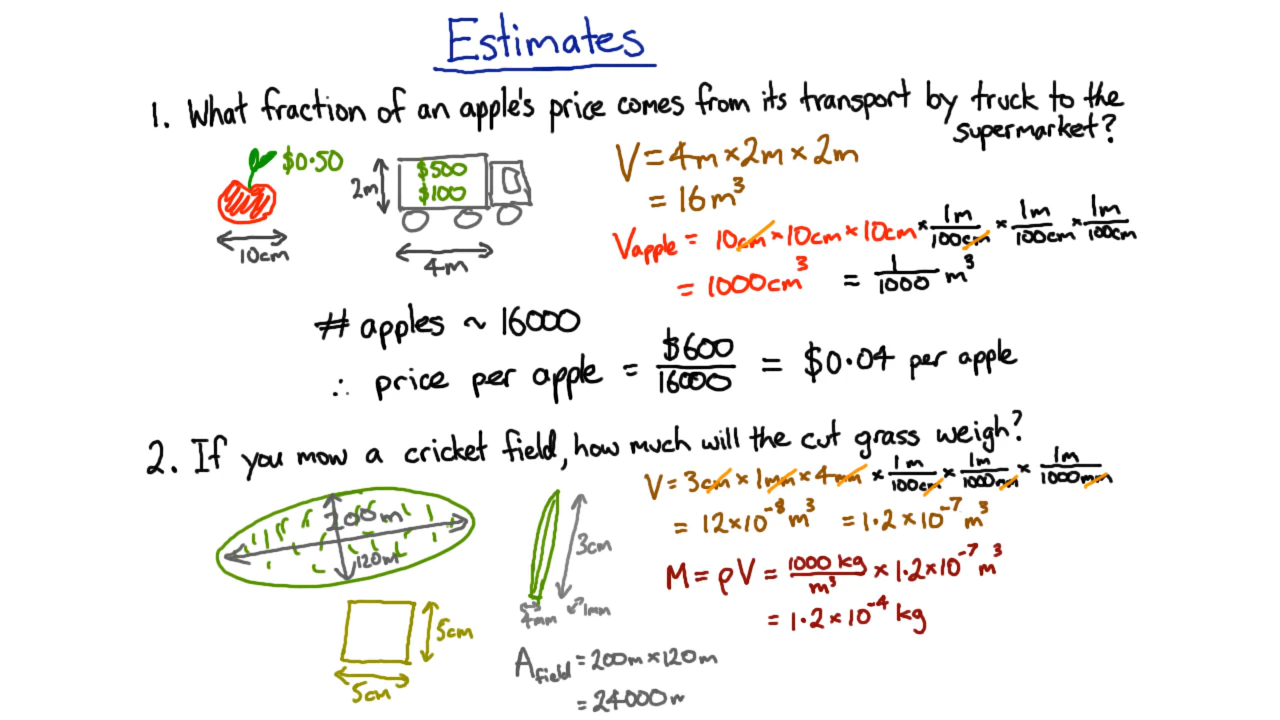 Estimates
1. What fraction of an apple's price comes from its transport by truck to the
supermarket?
$0.50
10cm
2m
$500
$100
4m
V = 4m × 2m × 2m
= 16m³
Vapple = 10cm × 10cm × 10cm × 1m/100cm × 1m/100cm × 1m/100cm
= 1000cm³ = 1/1000 m³
# apples ~ 16000
∴ price per apple = $600/16000 = $0.04 per apple
2. If you mow a cricket field, how much will the cut grass weigh?
200m
120m
5cm
5cm
3cm
4mm
1mm
V = 3cm × 1mm × 4mm × 1m/100cm × 1m/1000mm × 1m/1000mm
= 12×10⁻⁸ m³ = 1.2×10⁻⁷ m³
M = ρV = 1000 kg/m³ × 1.2×10⁻⁷ m³
= 1.2×10⁻⁴ kg
Afield = 200m × 120m
= 24000m